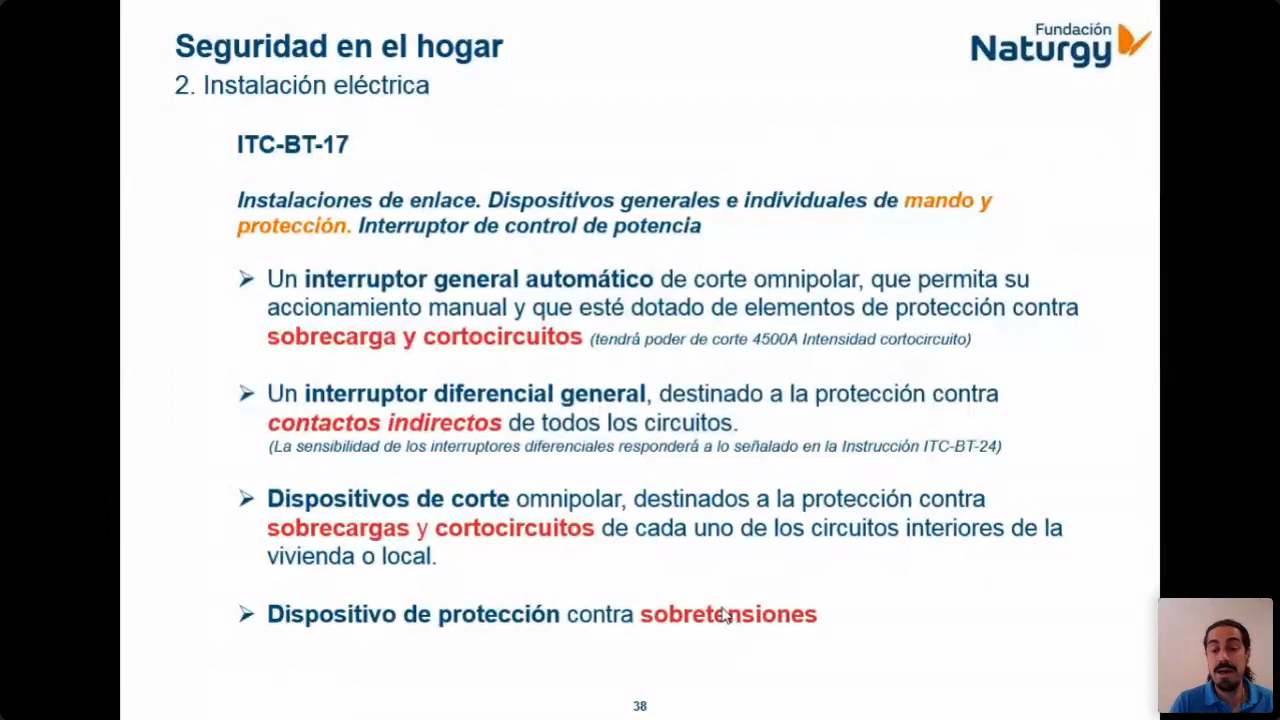 Seguridad en el hogar
2. Instalación eléctrica
Fundación
Naturgy
ITC-BT-17
Instalaciones de enlace. Dispositivos generales e individuales de mando y
protección. Interruptor de control de potencia
Un interruptor general automático de corte omnipolar, que permita su
accionamiento manual y que esté dotado de elementos de protección contra
sobrecarga y cortocircuitos (tendrá poder de corte 4500A Intensidad cortocircuito)
Un interruptor diferencial general, destinado a la protección contra
contactos indirectos de todos los circuitos.
(La sensibilidad de los interruptores diferenciales responderá a lo señalado en la Instrucción ITC-BT-24)
Dispositivos de corte omnipolar, destinados a la protección contra
sobrecargas y cortocircuitos de cada uno de los circuitos interiores de la
vivienda o local.
Dispositivo de protección contra sobretensiones
38